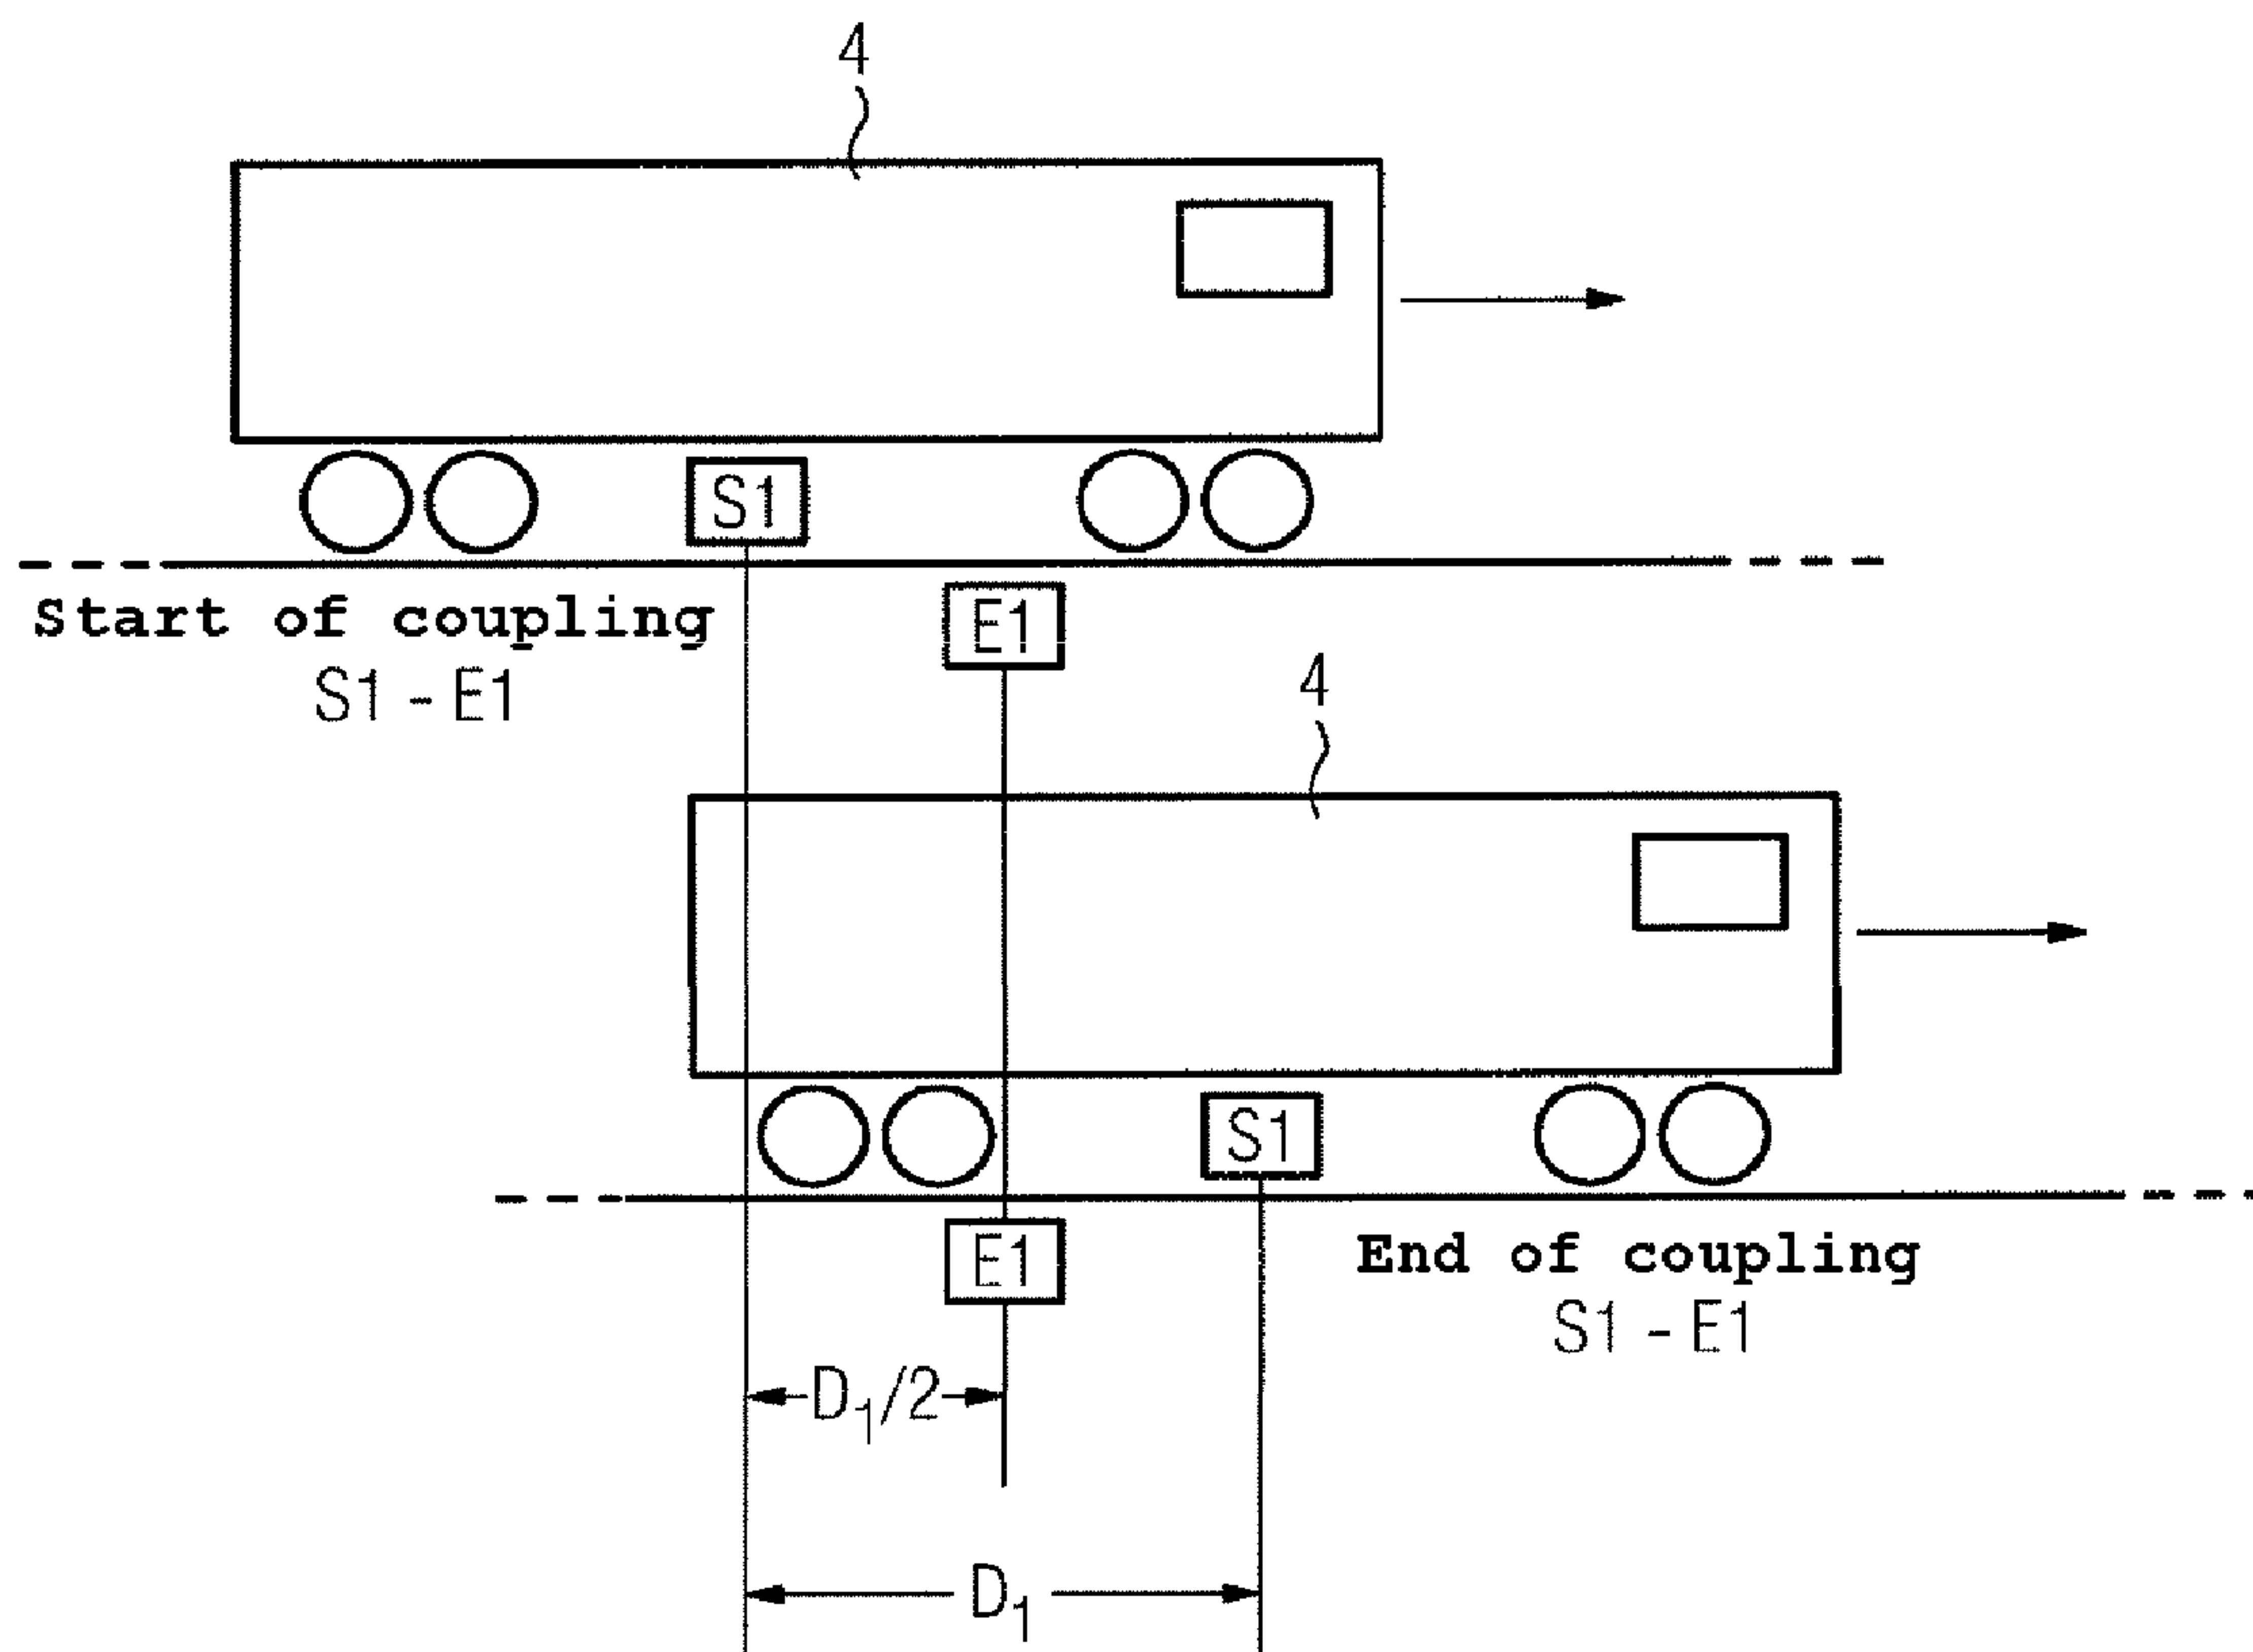 4
S1
Start of coupling
S1 - E1
E1
4
S1
E1
End of coupling
S1 - E1
D₁/2
D₁